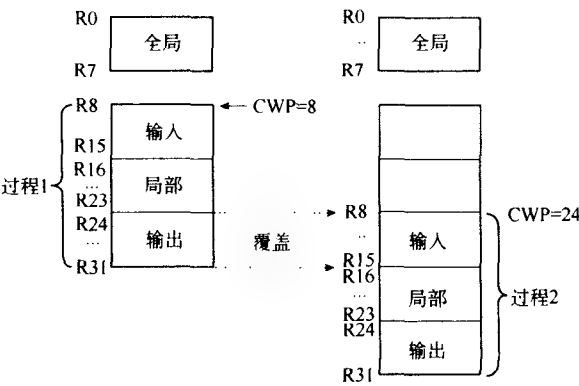 R0
全局
R7
R8
CWP=8
输入
R15
R16
局部
...
R23
R24
输出
...
R31
过程1
覆盖
R0
全局
..
R7
R8
CWP=24
输入
..
R15
R16
局部
...
R23
R24
输出
R31
过程2